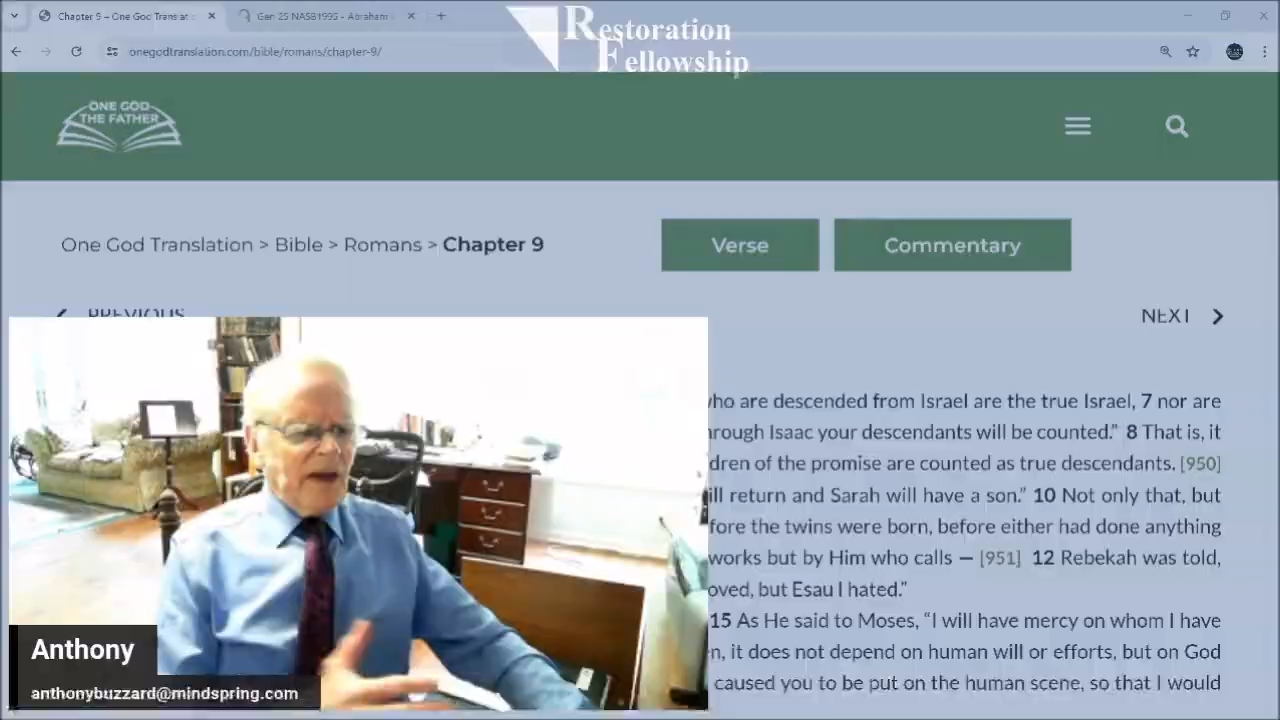 Chapter 9 – One God Translat
Gen 25 NASB1995 - Abraham
Restoration
Fellowship
onegodtranslation.com/bible/romans/chapter-9/
ONE GOD
THE FATHER
One God Translation > Bible > Romans > Chapter 9
Verse
Commentary
PREVIOUS
NEXT
who are descended from Israel are the true Israel, 7 nor are
rough Isaac your descendants will be counted.” 8 That is, it
dren of the promise are counted as true descendants. [950]
ill return and Sarah will have a son.” 10 Not only that, but
fore the twins were born, before either had done anything
works but by Him who calls — [951] 12 Rebekah was told,
oved, but Esau I hated.”
15 As He said to Moses, “I will have mercy on whom I have
n, it does not depend on human will or efforts, but on God
caused you to be put on the human scene, so that I would
Anthony
anthonybuzzard@mindspring.com